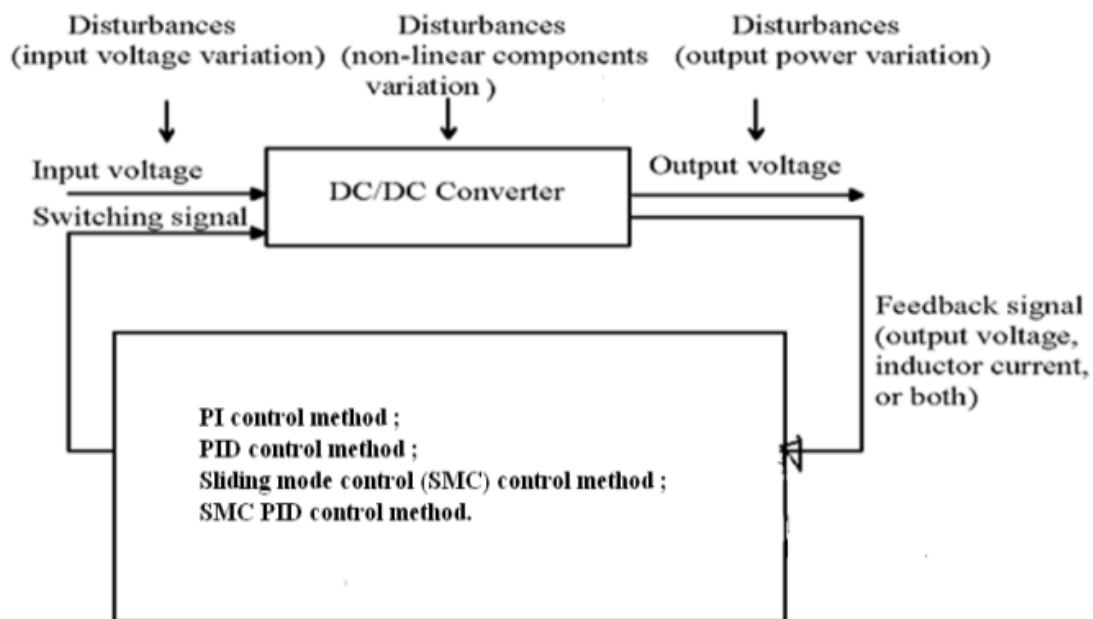 Disturbances
(input voltage variation)
Disturbances
(non-linear components
variation )
Disturbances
(output power variation)
Input voltage
Switching signal
DC/DC Converter
Output voltage
Feedback signal
(output voltage,
inductor current,
or both)
PI control method ;
PID control method ;
Sliding mode control (SMC) control method ;
SMC PID control method.